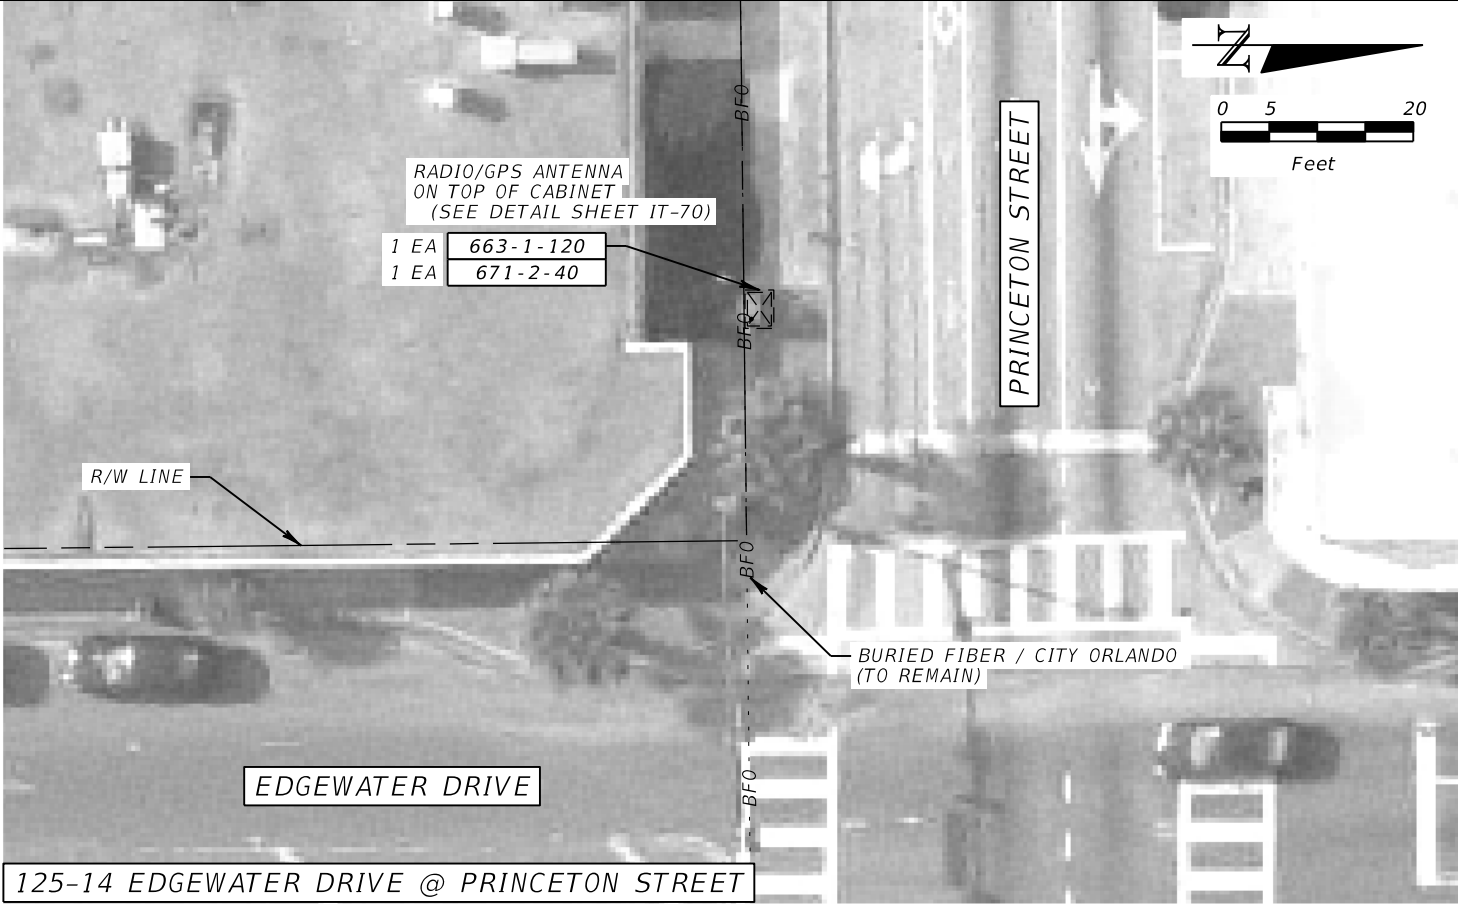 N
0 5 20
Feet
BFO
PRINCETON STREET
RADIO/GPS ANTENNA
ON TOP OF CABINET
(SEE DETAIL SHEET IT-70)
1 EA 663-1-120
1 EA 671-2-40
BFO
R/W LINE
BFO
BURIED FIBER / CITY ORLANDO
(TO REMAIN)
EDGEWATER DRIVE
BFO
125-14 EDGEWATER DRIVE @ PRINCETON STREET